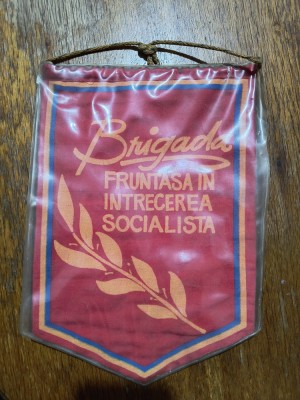 Brigada
FRUNTASA IN
INTRECEREA
SOCIALISTA